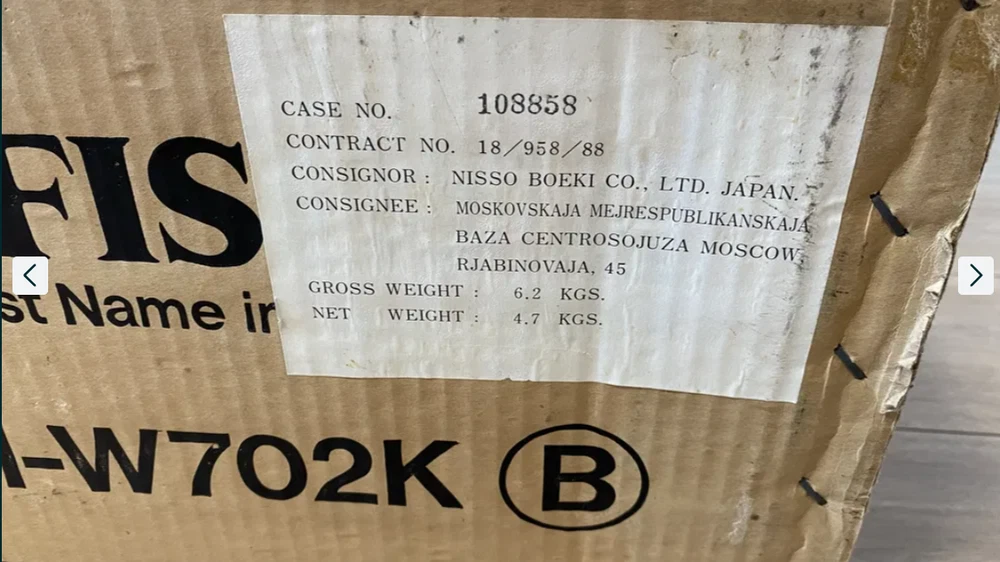 CASE NO. 108858
CONTRACT NO. 18/958/88
CONSIGNOR : NISSO BOEKI CO., LTD. JAPAN.
CONSIGNEE : MOSKOVSKAJA MEJRESPUBLIKANSKAJA
BAZA CENTROSOJUZA MOSCOW,
RJABINOVAJA, 45
GROSS WEIGHT : 6.2 KGS.
NET WEIGHT : 4.7 KGS.
FIS
st Name in
-W702K B